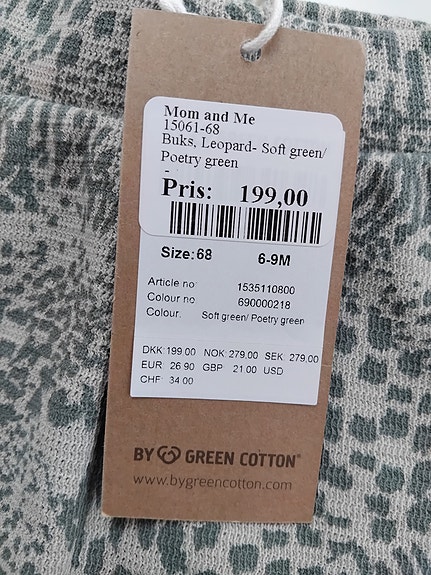 Mom and Me
15061-68
Buks, Leopard- Soft green/
Poetry green
-
Pris: 199,00
Size: 68 6-9M
Article no 1535110800
Colour no 690000218
Colour. Soft green/ Poetry green
DKK 199.00 NOK 279.00 SEK 279,00
EUR 26.90 GBP 21.00 USD
CHF 34.00
BY GREEN COTTON®
www.bygreencotton.com